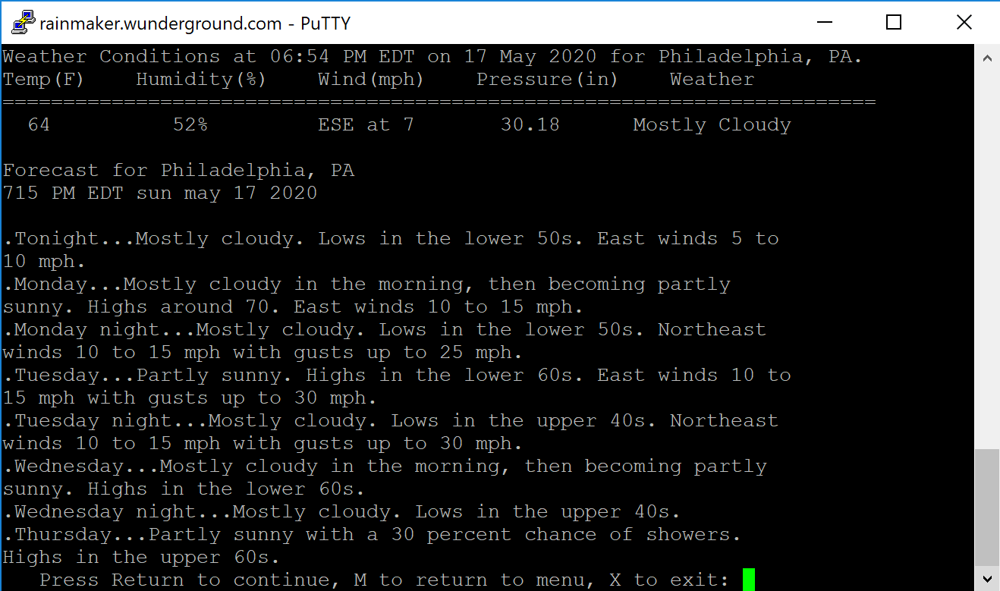 rainmaker.wunderground.com - PuTTY
Weather Conditions at 06:54 PM EDT on 17 May 2020 for Philadelphia, PA.
Temp(F)    Humidity(%)    Wind(mph)    Pressure(in)    Weather
========================================================================
  64          52%         ESE at 7       30.18      Mostly Cloudy
Forecast for Philadelphia, PA
715 PM EDT sun may 17 2020
.Tonight...Mostly cloudy. Lows in the lower 50s. East winds 5 to
10 mph.
.Monday...Mostly cloudy in the morning, then becoming partly
sunny. Highs around 70. East winds 10 to 15 mph.
.Monday night...Mostly cloudy. Lows in the lower 50s. Northeast
winds 10 to 15 mph with gusts up to 25 mph.
.Tuesday...Partly sunny. Highs in the lower 60s. East winds 10 to
15 mph with gusts up to 30 mph.
.Tuesday night...Mostly cloudy. Lows in the upper 40s. Northeast
winds 10 to 15 mph with gusts up to 30 mph.
.Wednesday...Mostly cloudy in the morning, then becoming partly
sunny. Highs in the lower 60s.
.Wednesday night...Mostly cloudy. Lows in the upper 40s.
.Thursday...Partly sunny with a 30 percent chance of showers.
Highs in the upper 60s.
   Press Return to continue, M to return to menu, X to exit: